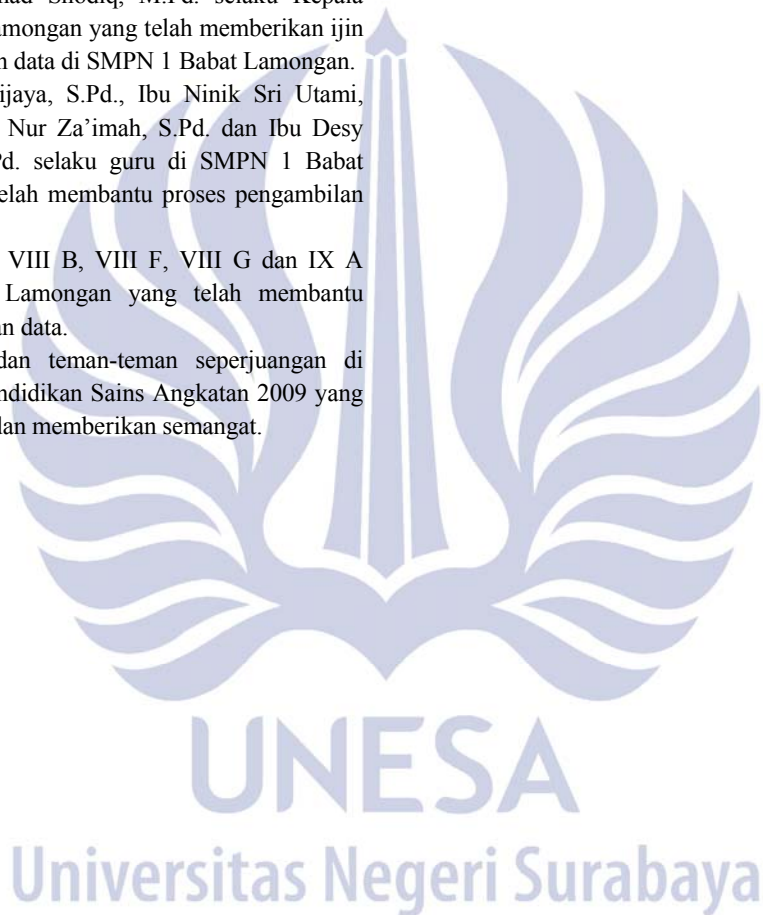 Shodiq, M.Pd. selaku Kepala
amongan yang telah memberikan ijin
n data di SMPN 1 Babat Lamongan.
ijaya, S.Pd., Ibu Ninik Sri Utami,
Nur Za’imah, S.Pd. dan Ibu Desy
d. selaku guru di SMPN 1 Babat
elah membantu proses pengambilan
VIII B, VIII F, VIII G dan IX A
Lamongan yang telah membantu
an data.
dan teman-teman seperjuangan di
ndidikan Sains Angkatan 2009 yang
dan memberikan semangat.
UNESA
Universitas Negeri Surabaya